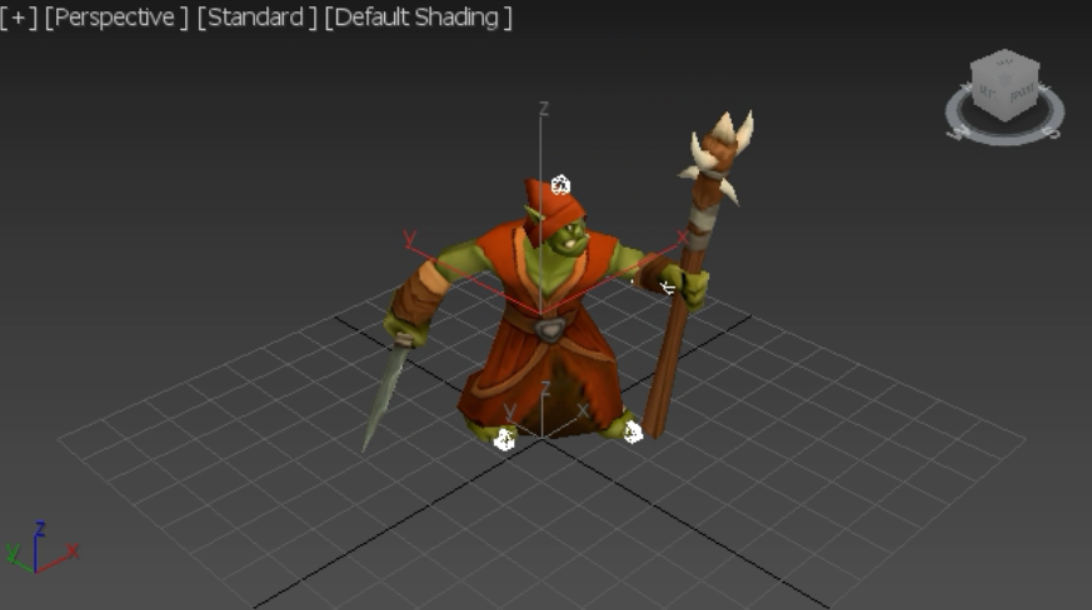 [+] [Perspective ] [Standard ] [Default Shading ]
z
y x
z
y x
W S
z
y x